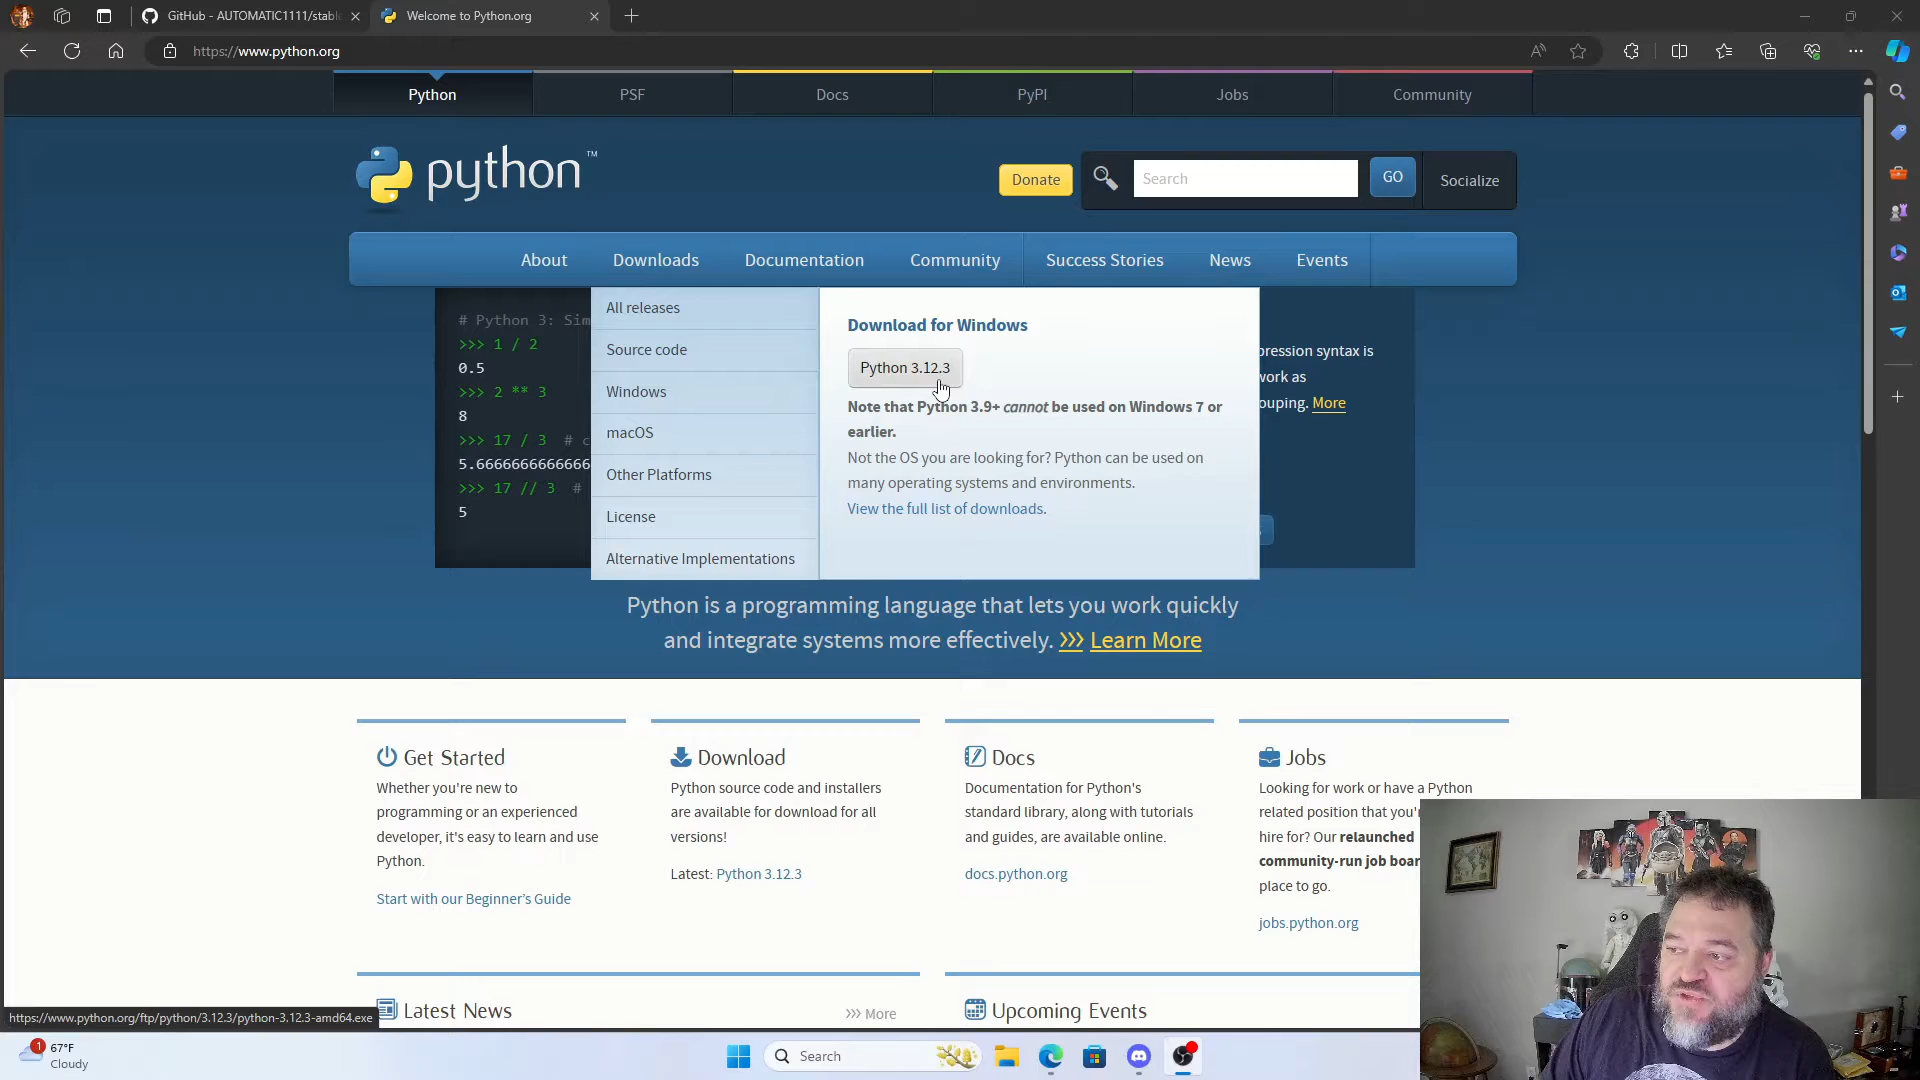 GitHub - AUTOMATIC1111/stabl
Welcome to Python.org
https://www.python.org
Python
PSF
Docs
PyPI
Jobs
Community
python™
Donate
Search
GO
Socialize
About
Downloads
Documentation
Community
Success Stories
News
Events
# Python 3: Sim
>>> 1 / 2
0.5
>>> 2 ** 3
8
>>> 17 / 3 # c
5.6666666666666
>>> 17 // 3 #
5
All releases
Source code
Windows
macOS
Other Platforms
License
Alternative Implementations
Download for Windows
Python 3.12.3
Note that Python 3.9+ cannot be used on Windows 7 or
earlier.
Not the OS you are looking for? Python can be used on
many operating systems and environments.
View the full list of downloads.
pression syntax is
work as
ouping. More
Python is a programming language that lets you work quickly
and integrate systems more effectively. >>> Learn More
Get Started
Whether you're new to
programming or an experienced
developer, it's easy to learn and use
Python.
Start with our Beginner's Guide
Download
Python source code and installers
are available for download for all
versions!
Latest: Python 3.12.3
Docs
Documentation for Python's
standard library, along with tutorials
and guides, are available online.
docs.python.org
Jobs
Looking for work or have a Python
related position that you'r
hire for? Our relaunched
community-run job boar
place to go.
jobs.python.org
Latest News
>>> More
Upcoming Events
https://www.python.org/ftp/python/3.12.3/python-3.12.3-amd64.exe
1
67°F
Cloudy
Search